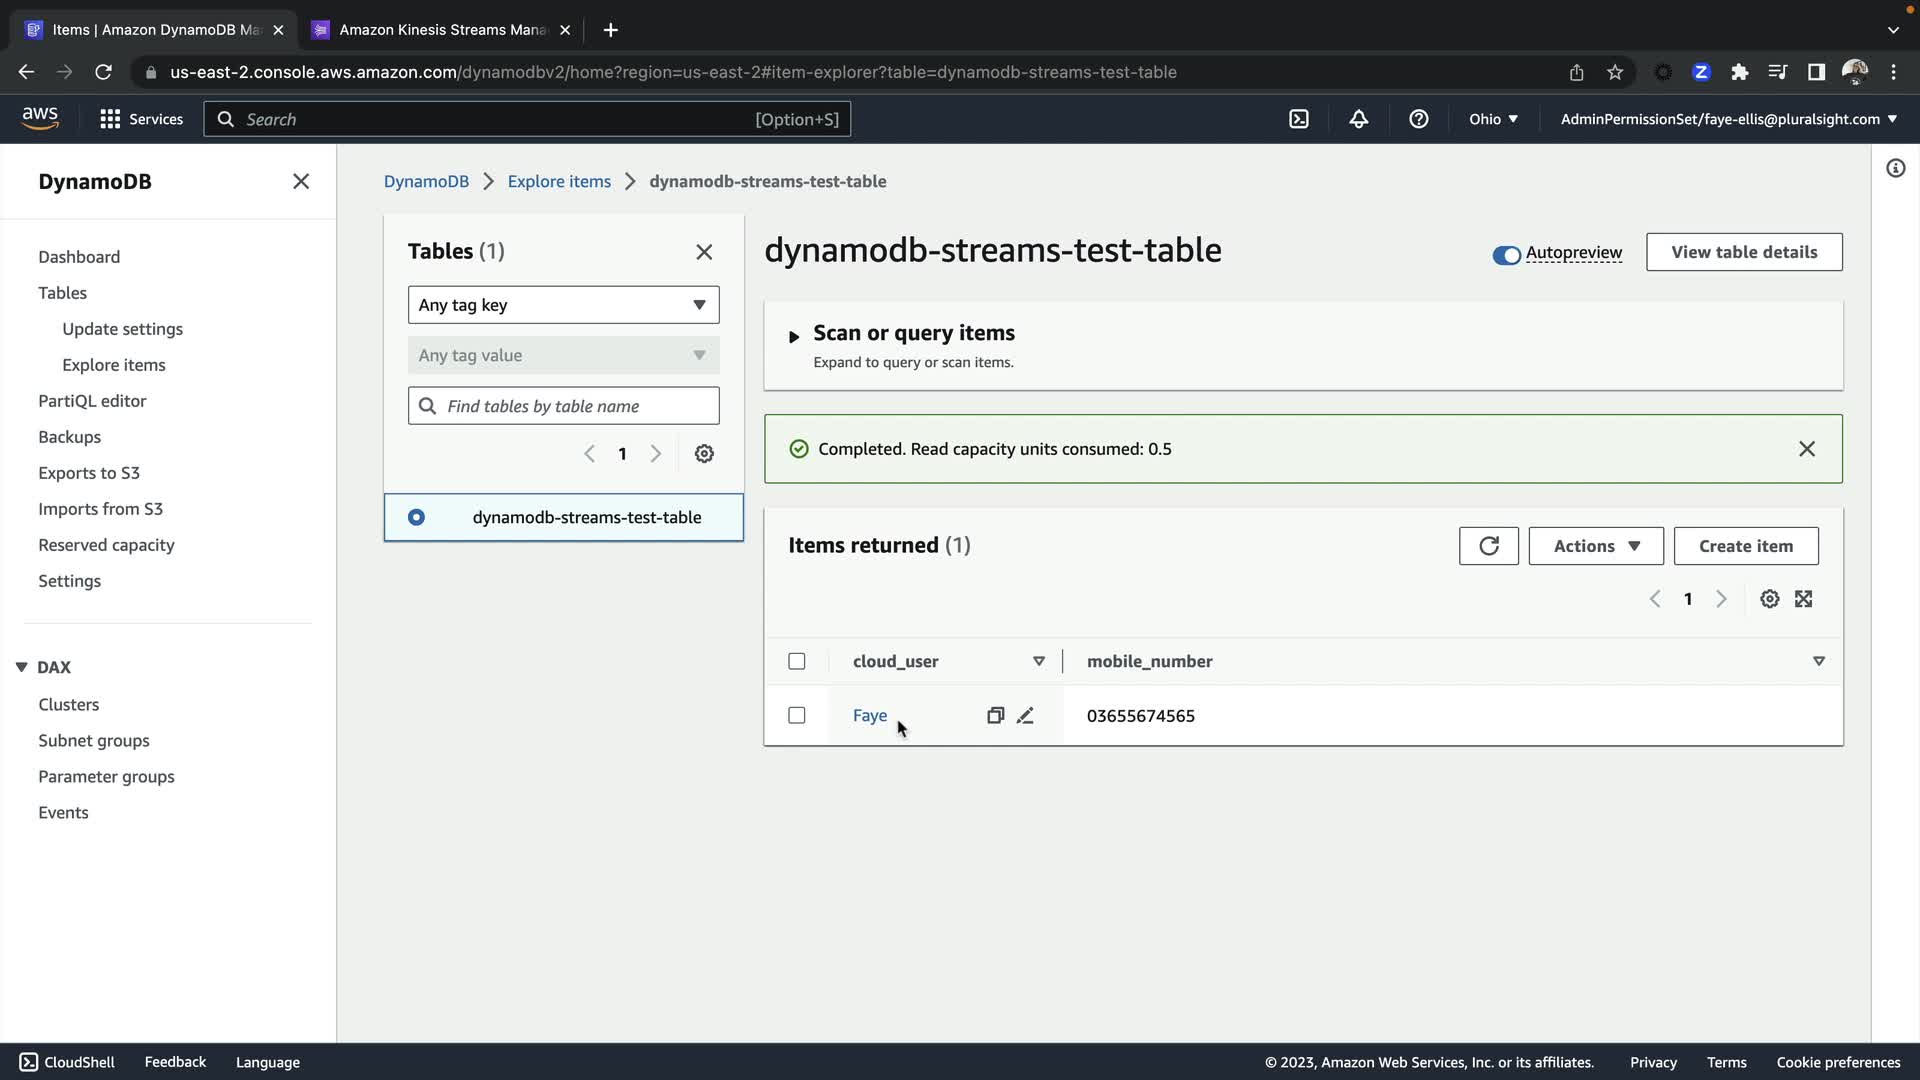 Items | Amazon DynamoDB Ma
Amazon Kinesis Streams Mana
us-east-2.console.aws.amazon.com/dynamodbv2/home?region=us-east-2#item-explorer?table=dynamodb-streams-test-table
Z
aws
Services
Search
[Option+S]
Ohio
AdminPermissionSet/faye-ellis@pluralsight.com
DynamoDB
Dashboard
Tables
Update settings
Explore items
PartiQL editor
Backups
Exports to S3
Imports from S3
Reserved capacity
Settings
DAX
Clusters
Subnet groups
Parameter groups
Events
DynamoDB
Explore items
dynamodb-streams-test-table
Tables (1)
Any tag key
Any tag value
Find tables by table name
1
dynamodb-streams-test-table
dynamodb-streams-test-table
Autopreview
View table details
Scan or query items
Expand to query or scan items.
Completed. Read capacity units consumed: 0.5
Items returned (1)
Actions
Create item
1
cloud_user
mobile_number
Faye
03655674565
CloudShell
Feedback
Language
© 2023, Amazon Web Services, Inc. or its affiliates.
Privacy
Terms
Cookie preferences